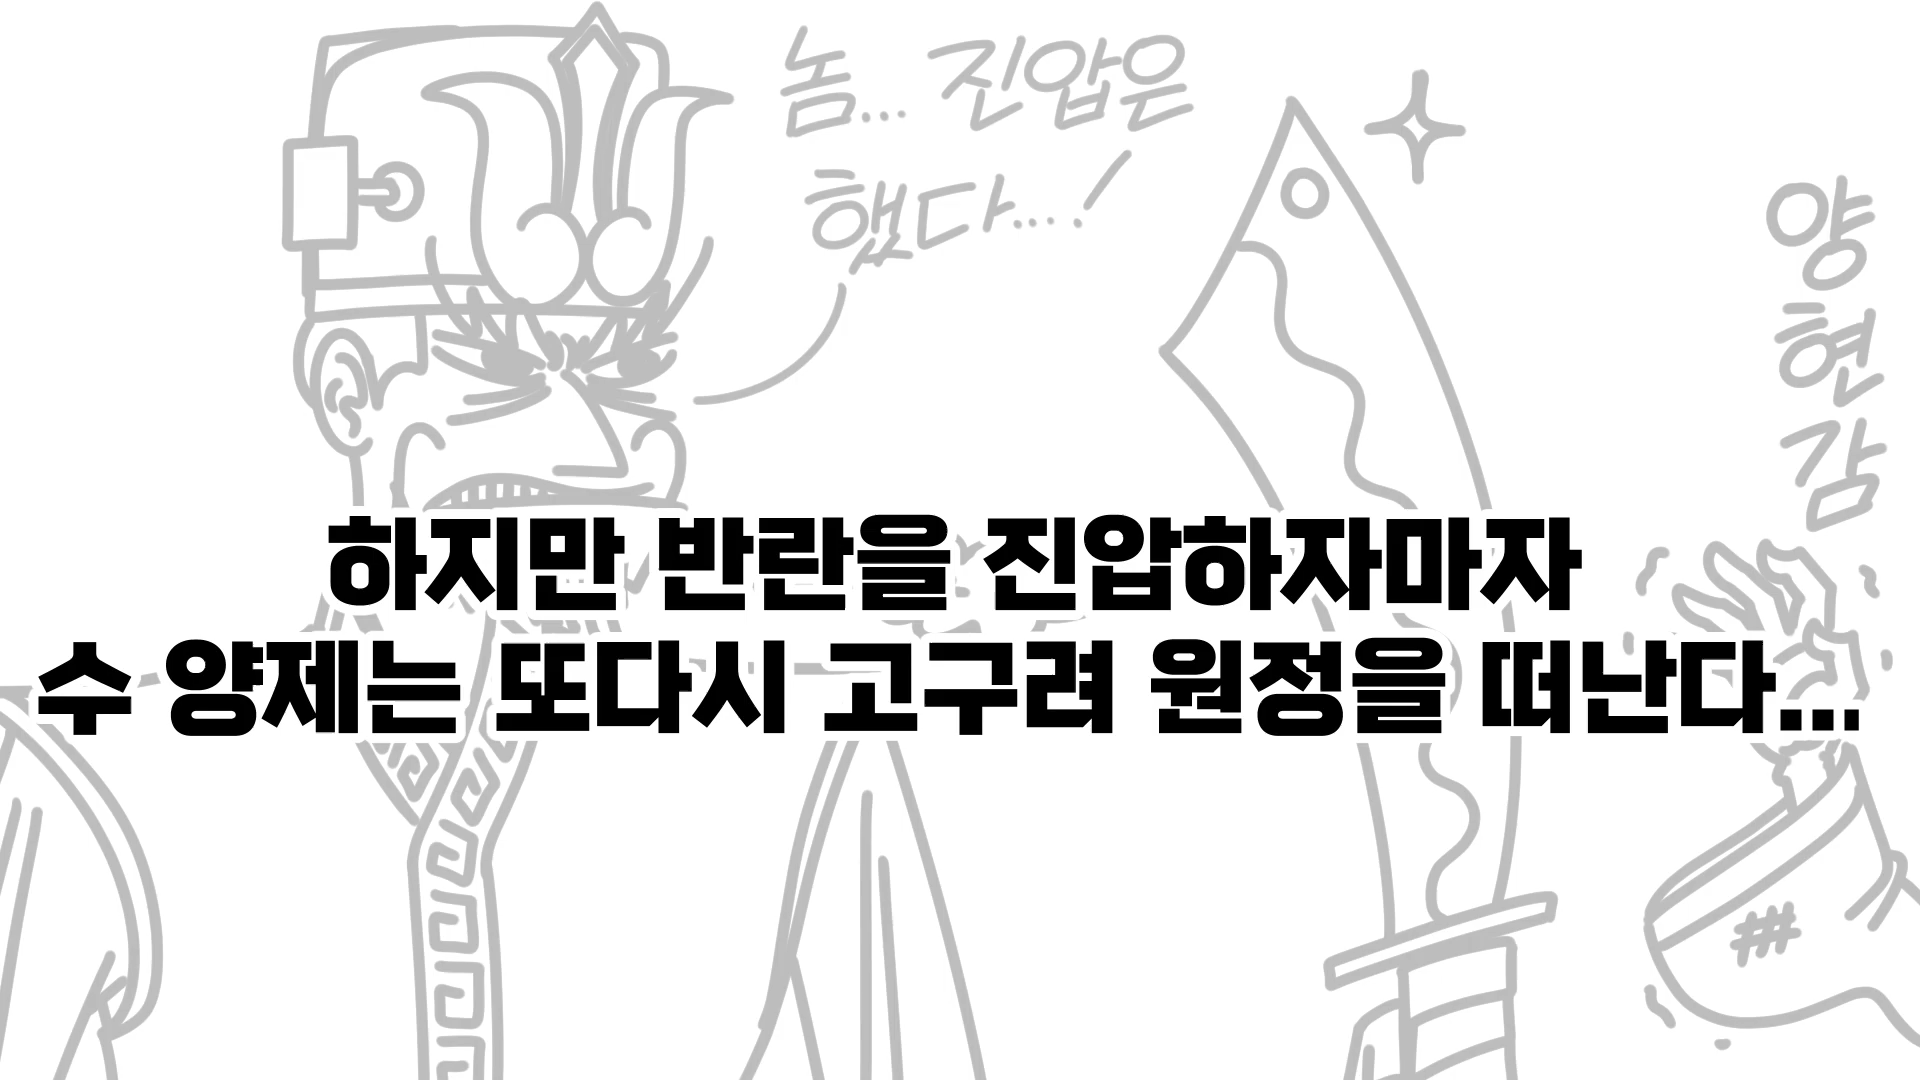 놈... 진압은
했다...!
양
현
감
하지만 반란을 진압하자마자
수 양제는 또다시 고구려 원정을 떠난다...